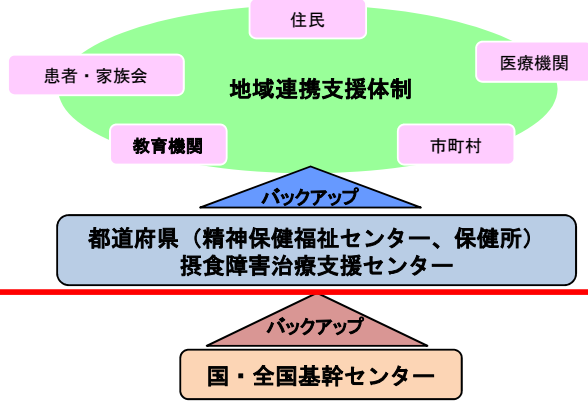 住民
医療機関
患者・家族会
地域連携支援体制
教育機関
市町村
バックアップ
都道府県（精神保健福祉センター、保健所）
摂食障害治療支援センター
バックアップ
国・全国基幹センター